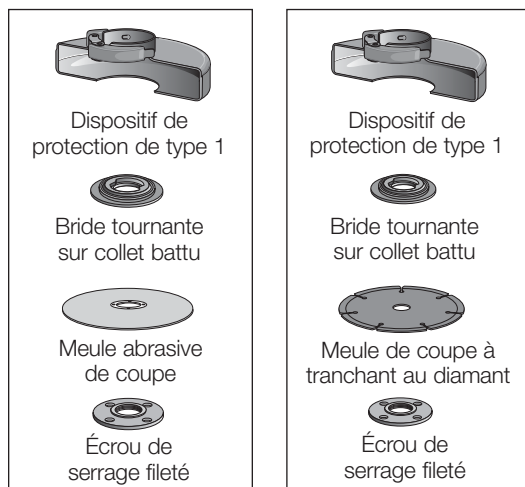 Dispositif de
protection de type 1
Bride tournante
sur collet battu
Meule abrasive
de coupe
Écrou de
serrage fileté
Dispositif de
protection de type 1
Bride tournante
sur collet battu
Meule de coupe à
tranchant au diamant
Écrou de
serrage fileté